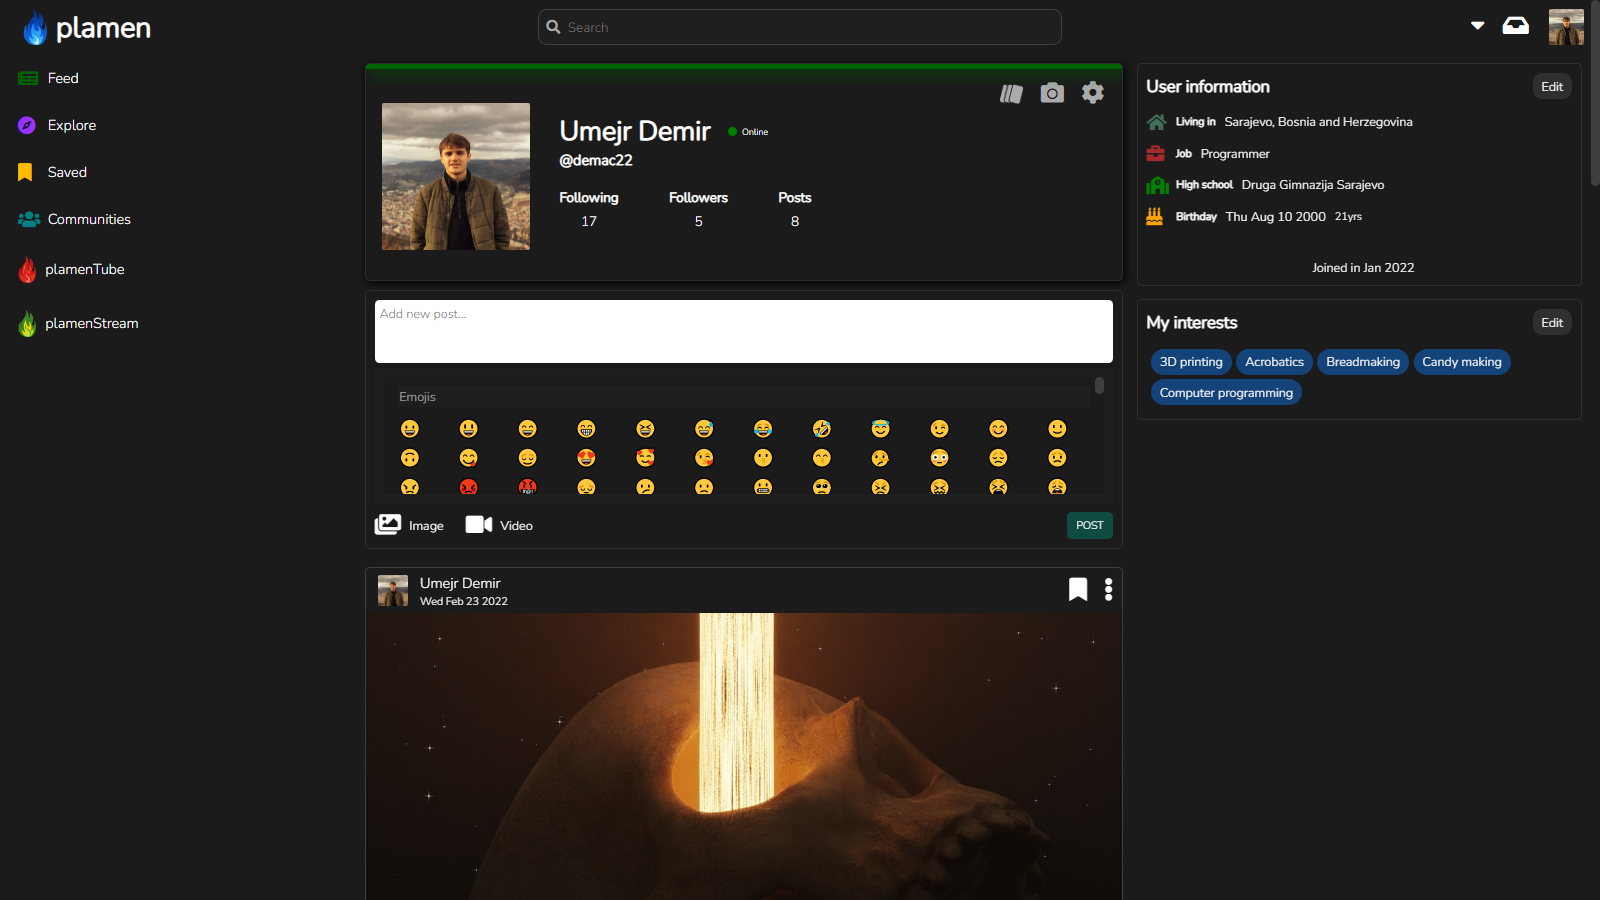 plamen
Search
Feed
Explore
Saved
Communities
plamenTube
plamenStream
Umejr Demir
Online
@demac22
Following Followers Posts
17 5 8
Add new post...
Emojis
Image Video POST
Umejr Demir
Wed Feb 23 2022
User information Edit
Living in Sarajevo, Bosnia and Herzegovina
Job Programmer
High school Druga Gimnazija Sarajevo
Birthday Thu Aug 10 2000 21yrs
Joined in Jan 2022
My interests Edit
3D printing Acrobatics Breadmaking Candy making
Computer programming